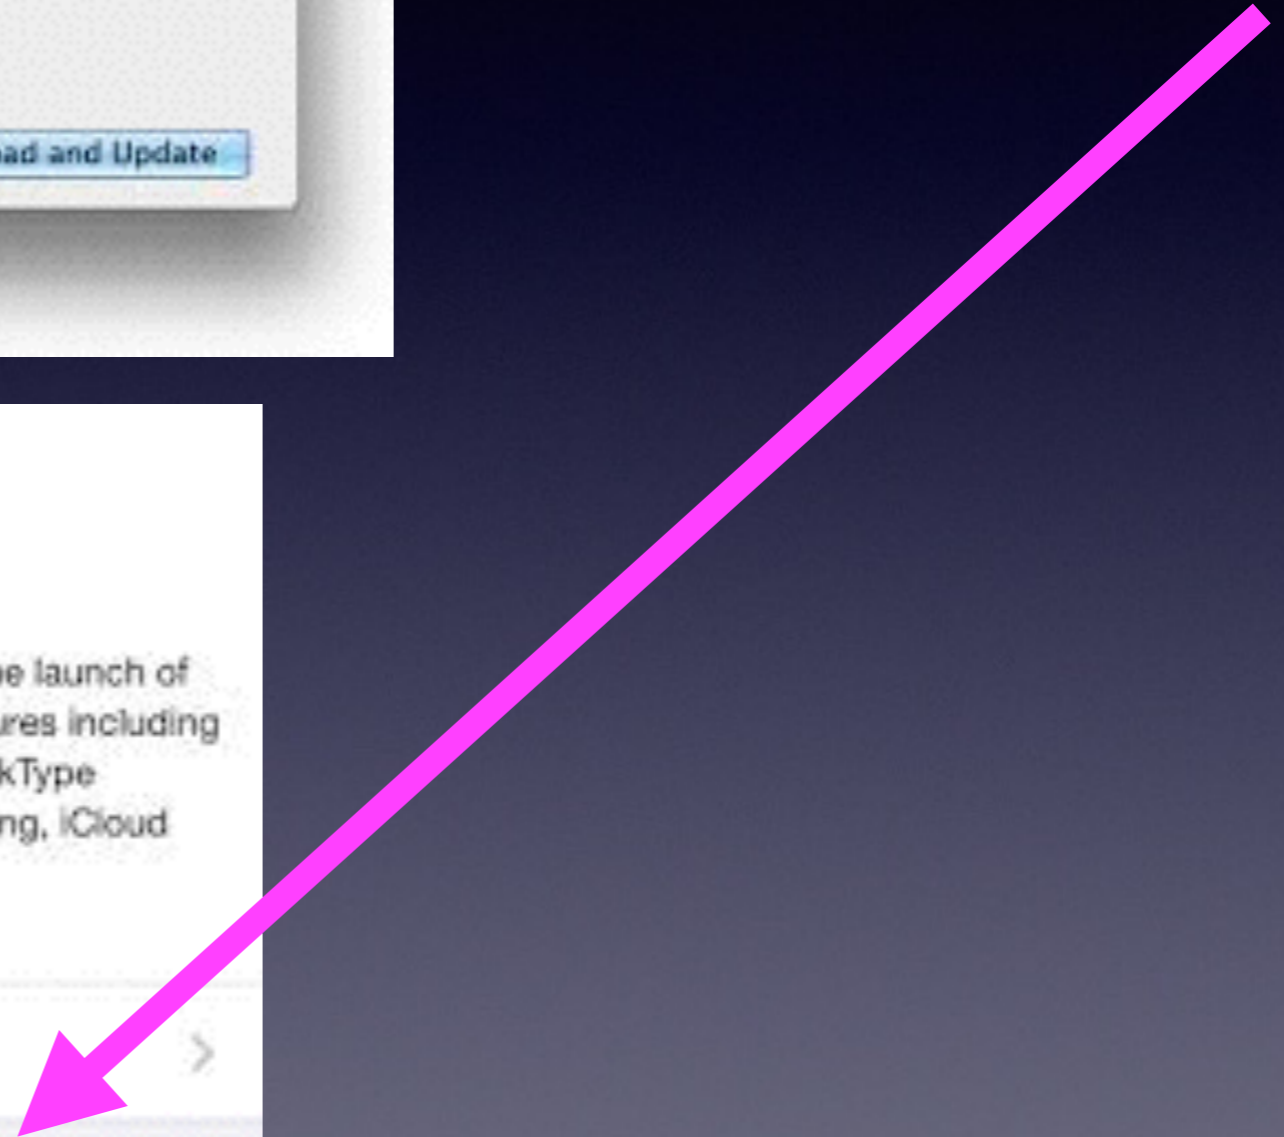 ad and Update
e launch of
res including
kType
ng, iCloud